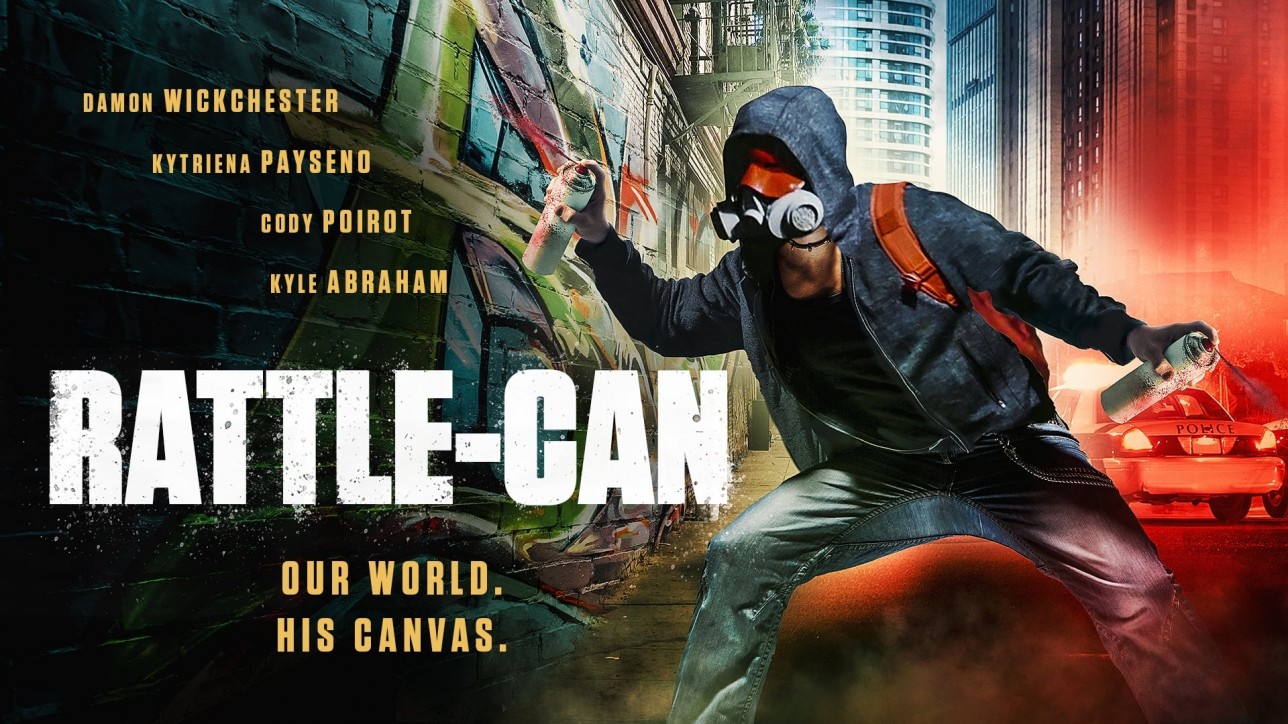 DAMON WICKCHESTER
KYTRIENA PAYSENO
CODY POIROT
KYLE ABRAHAM
RATTLE-CAN
OUR WORLD.
HIS CANVAS.
POLICE